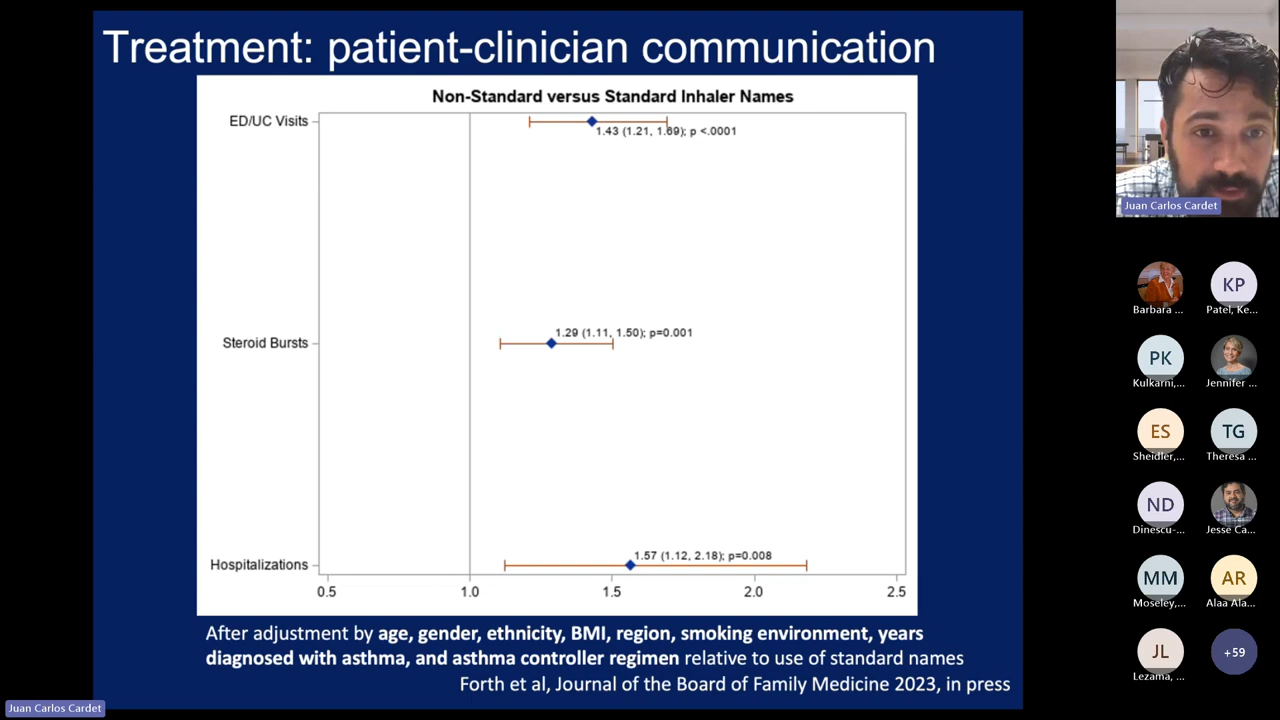 Treatment: patient-clinician communication
Non-Standard versus Standard Inhaler Names
ED/UC Visits
1.43 (1.21, 1.69); p <.0001
Steroid Bursts
1.29 (1.11, 1.50); p=0.001
Hospitalizations
1.57 (1.12, 2.18); p=0.008
0.5 1.0 1.5 2.0 2.5
After adjustment by age, gender, ethnicity, BMI, region, smoking environment, years
diagnosed with asthma, and asthma controller regimen relative to use of standard names
Forth et al, Journal of the Board of Family Medicine 2023, in press
Juan Carlos Cardet
Juan Carlos Cardet
KP
Barbara ...
Patel, Ke...
PK
Kulkarni,...
Jennifer ...
ES
TG
Sheidler,...
Theresa ...
ND
Dinescu-...
Jesse Ca...
MM
AR
Moseley,...
Alaa Ala...
JL
+59
Lezama, ...